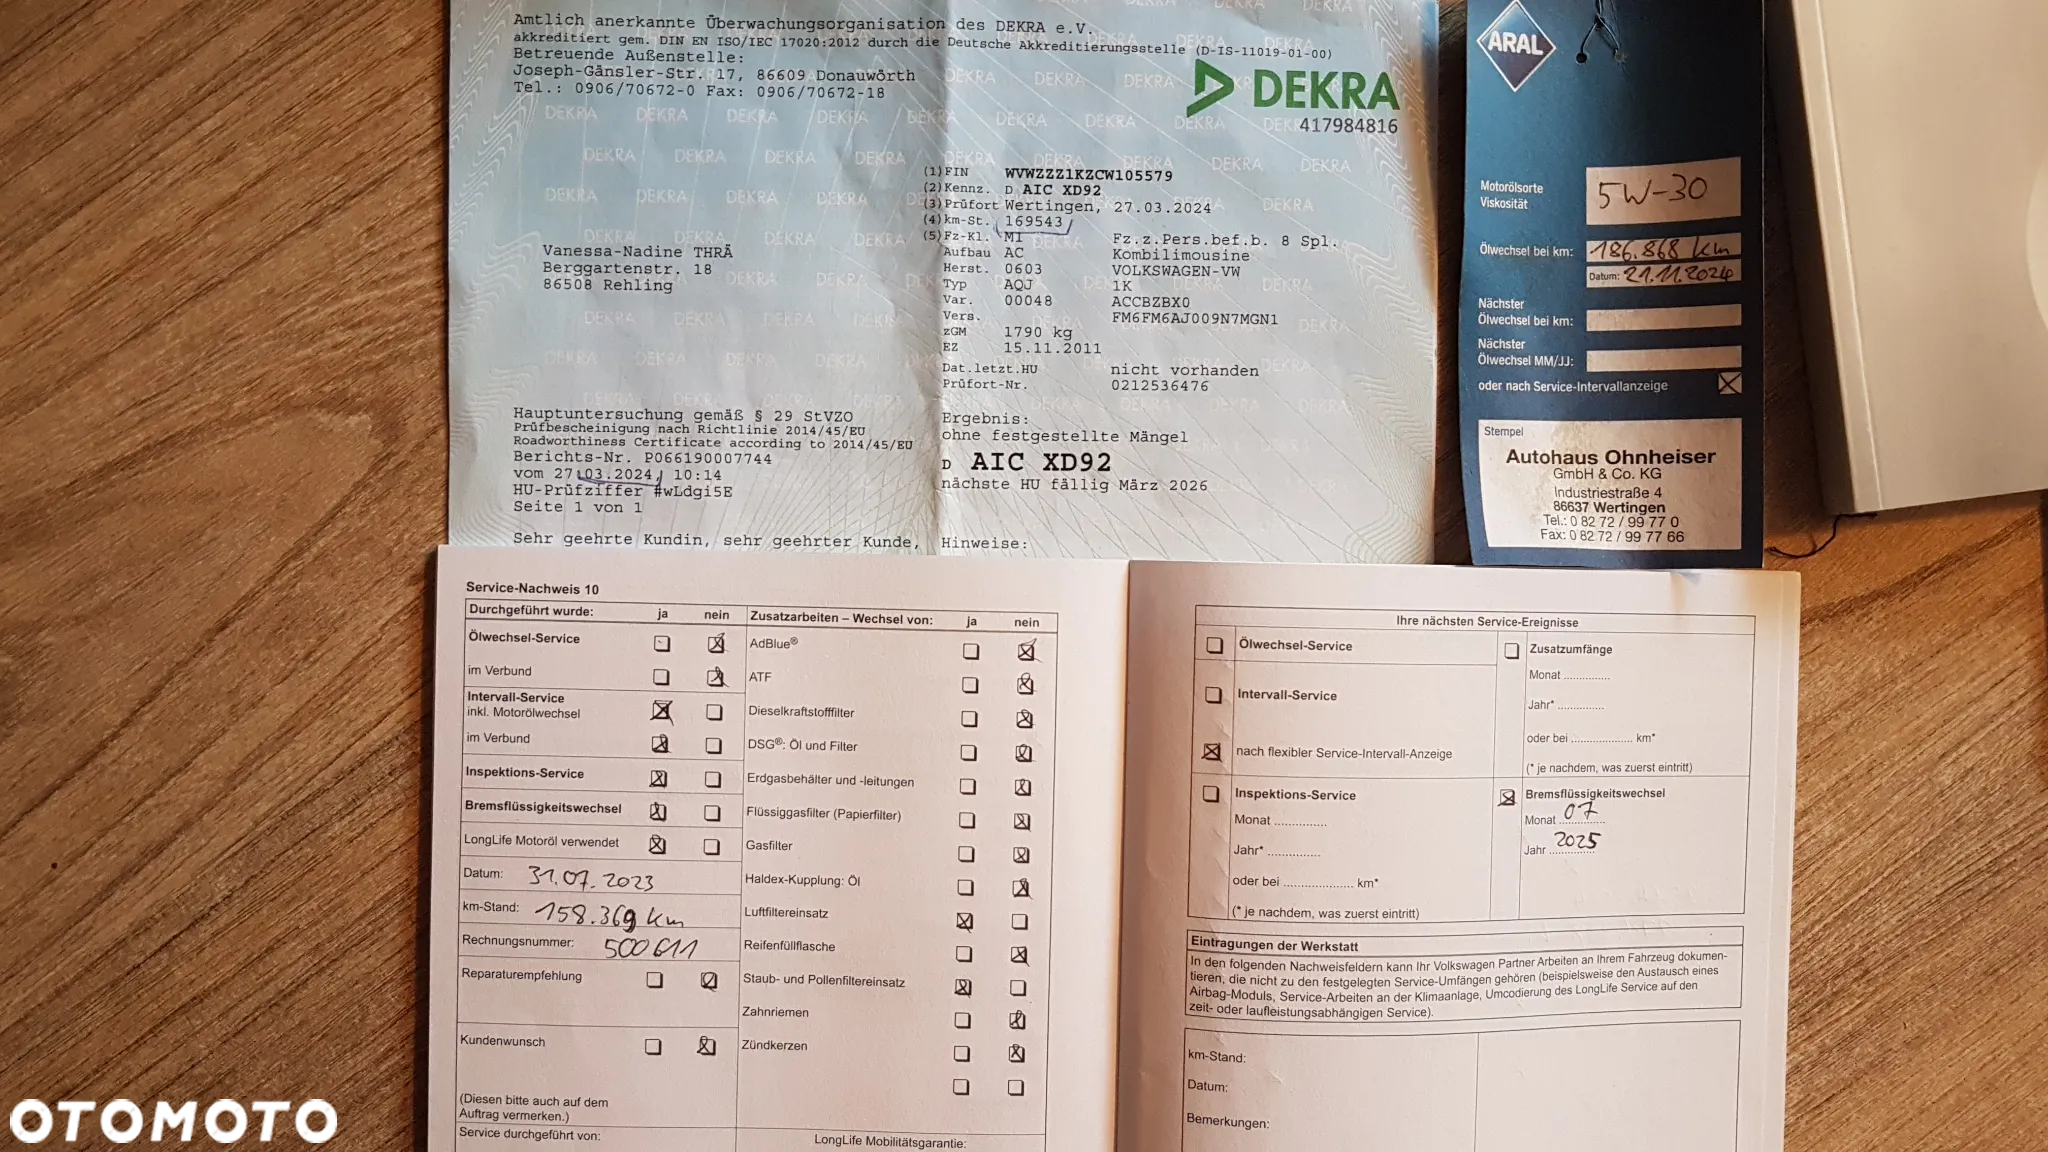 Amtlich anerkannte Überwachungsorganisation des DEKRA e.V.
akkreditiert gem. DIN EN ISO/IEC 17020:2012 durch die Deutsche Akkreditierungsstelle (D-IS-11019-01-00)
Betreuende Außenstelle:
Joseph-Gänsler-Str. 17, 86609 Donauwörth
Tel.: 0906/70672-0 Fax: 0906/70672-18
DEKRA
417984816
(1) FIN WVWZZZ1KZCW105579
(2) Kennz. D AIC XD92
(3) Prüfort Wertingen, 27.03.2024
(4) km-St. 169543
(5) Fz-Kl. M1 Fz.z.Pers.bef.b. 8 Spl.
Aufbau AC Kombilimousine
Herst. 0603 VOLKSWAGEN-VW
Typ AQJ 1K
Var. 00048 ACCBZBX0
Vers. FM6FM6AJ009N7MGN1
zGM 1790 kg
EZ 15.11.2011
Dat.letzt.HU nicht vorhanden
Prüfort-Nr. 0212536476
Vanessa-Nadine THRÄ
Berggartenstr. 18
86508 Rehling
Hauptuntersuchung gemäß § 29 StVZO
Prüfbescheinigung nach Richtlinie 2014/45/EU
Roadworthiness Certificate according to 2014/45/EU
Berichts-Nr. P066190007744
vom 27.03.2024, 10:14
HU-Prüfziffer #wLdgi5E
Seite 1 von 1
Sehr geehrte Kundin, sehr geehrter Kunde,
Ergebnis:
ohne festgestellte Mängel
D AIC XD92
nächste HU fällig März 2026
Hinweise:
ARAL
Motorölsorte
Viskosität 5W-30
Ölwechsel bei km: 186.868 km
Datum: 21.11.2024
Nächster
Ölwechsel bei km:
Nächster
Ölwechsel MM/JJ:
oder nach Service-Intervallanzeige
Stempel
Autohaus Ohnheiser
GmbH & Co. KG
Industriestraße 4
86637 Wertingen
Tel.: 0 82 72 / 99 77 0
Fax: 0 82 72 / 99 77 66
Service-Nachweis 10
Durchgeführt wurde: ja nein
Ölwechsel-Service
im Verbund
Intervall-Service
inkl. Motorölwechsel
im Verbund
Inspektions-Service
Bremsflüssigkeitswechsel
LongLife Motoröl verwendet
Datum: 31.07.2023
km-Stand: 158.369 km
Rechnungsnummer: 500611
Reparaturempfehlung
Kundenwunsch
(Diesen bitte auch auf dem
Auftrag vermerken.)
Service durchgeführt von:
Zusatzarbeiten – Wechsel von: ja nein
AdBlue®
ATF
Dieselkraftstofffilter
DSG®: Öl und Filter
Erdgasbehälter und -leitungen
Flüssiggasfilter (Papierfilter)
Gasfilter
Haldex-Kupplung: Öl
Luftfiltereinsatz
Reifenfüllflasche
Staub- und Pollenfiltereinsatz
Zahnriemen
Zündkerzen
LongLife Mobilitätsgarantie:
Ihre nächsten Service-Ereignisse
Ölwechsel-Service
Intervall-Service
nach flexibler Service-Intervall-Anzeige
Inspektions-Service
Monat ...............
Jahr* ...............
oder bei .................... km*
(* je nachdem, was zuerst eintritt)
Zusatzumfänge
Monat .............
Jahr* .............
oder bei .................... km*
(* je nachdem, was zuerst eintritt)
Bremsflüssigkeitswechsel
Monat 07
Jahr 2025
Eintragungen der Werkstatt
In den folgenden Nachweisfeldern kann Ihr Volkswagen Partner Arbeiten an Ihrem Fahrzeug dokumen-
tieren, die nicht zu den festgelegten Service-Umfängen gehören (beispielsweise den Austausch eines
Airbag-Moduls, Service-Arbeiten an der Klimaanlage, Umcodierung des LongLife Service auf den
zeit- oder laufleistungsabhängigen Service).
km-Stand:
Datum:
Bemerkungen:
OTOMOTO